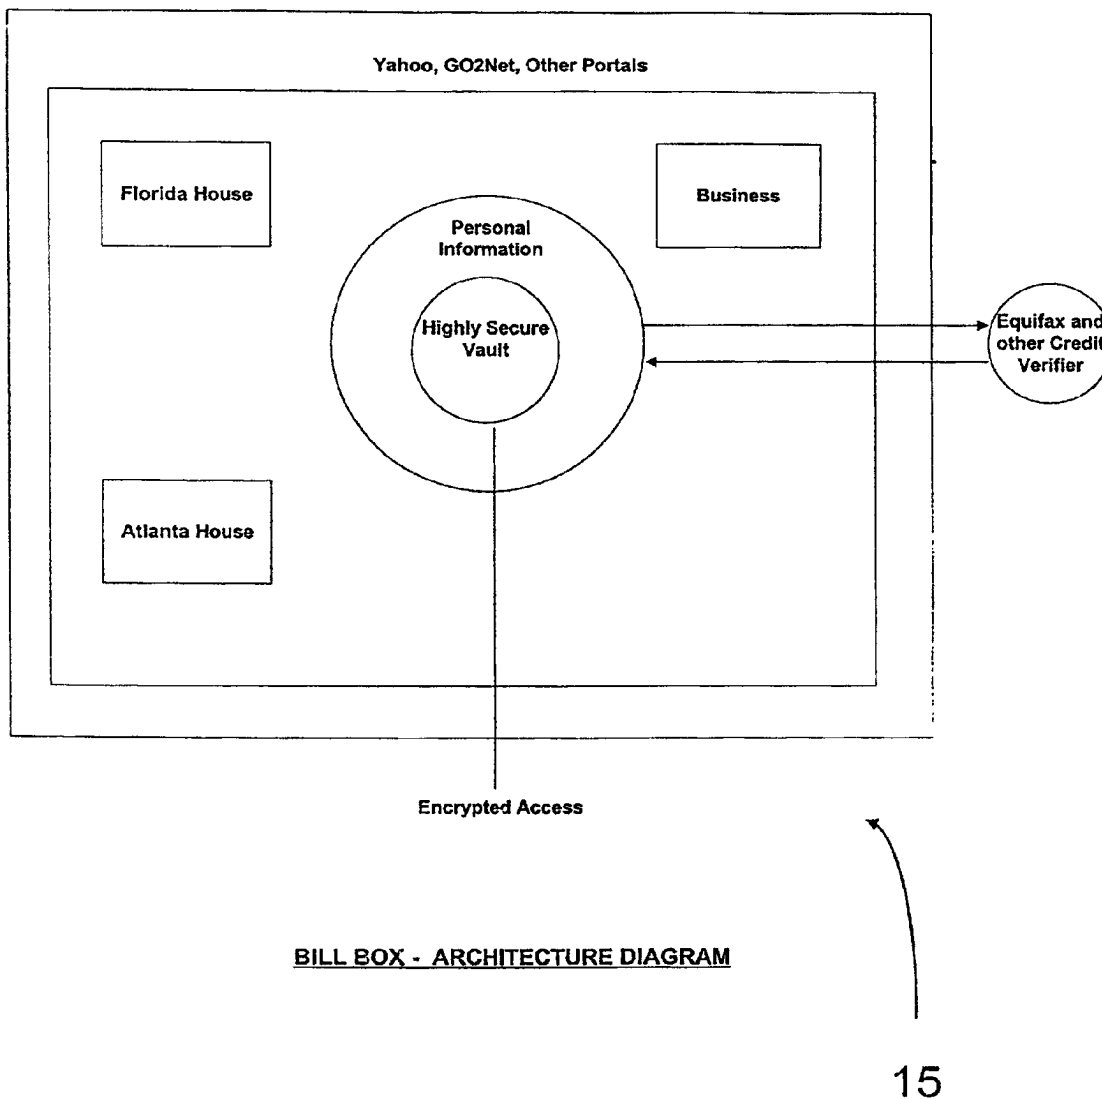 Yahoo, GO2Net, Other Portals
Florida House
Business
Personal
Information
Highly Secure
Vault
Equifax and
other Credit
Verifier
Atlanta House
Encrypted Access
BILL BOX - ARCHITECTURE DIAGRAM
15